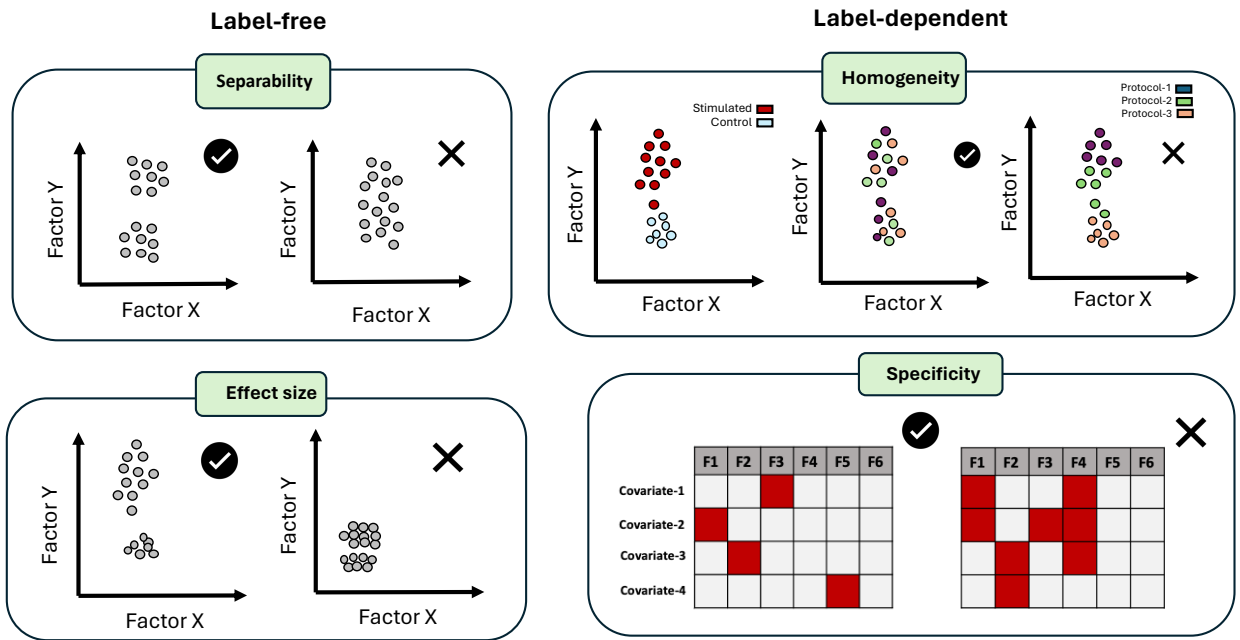 Label-free
Label-dependent
Separability
Factor Y
Factor X
Factor Y
Factor X
Homogeneity
Stimulated
Control
Protocol-1
Protocol-2
Protocol-3
Factor Y
Factor X
Factor Y
Factor X
Factor Y
Factor X
Effect size
Factor Y
Factor X
Factor Y
Factor X
Specificity
F1 F2 F3 F4 F5 F6
Covariate-1
Covariate-2
Covariate-3
Covariate-4
F1 F2 F3 F4 F5 F6